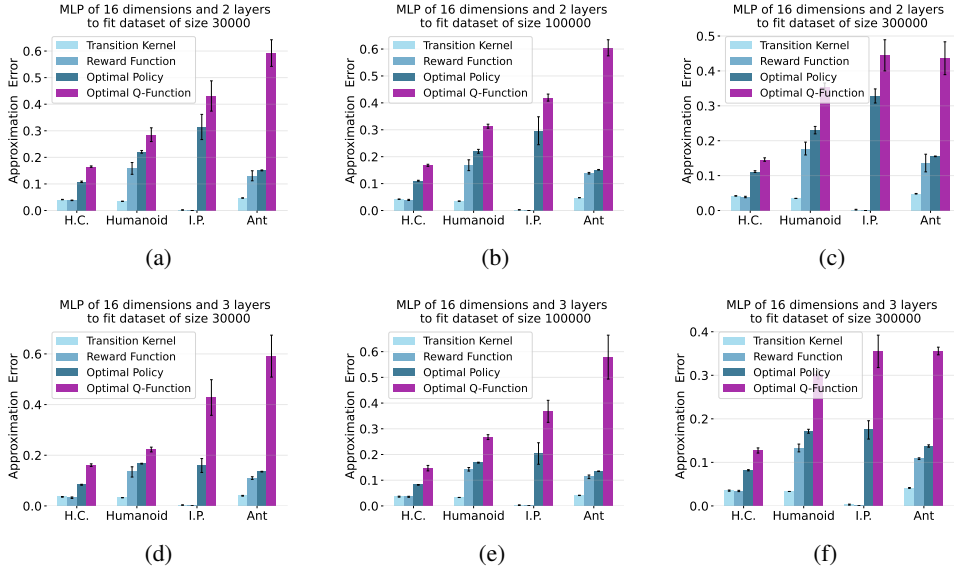 MLP of 16 dimensions and 2 layers
to fit dataset of size 30000
Approximation Error
0.6
0.5
0.4
0.3
0.2
0.1
0.0
Transition Kernel
Reward Function
Optimal Policy
Optimal Q-Function
H.C. Humanoid I.P. Ant
(a)
MLP of 16 dimensions and 2 layers
to fit dataset of size 100000
Approximation Error
0.6
0.5
0.4
0.3
0.2
0.1
0.0
Transition Kernel
Reward Function
Optimal Policy
Optimal Q-Function
H.C. Humanoid I.P. Ant
(b)
MLP of 16 dimensions and 2 layers
to fit dataset of size 300000
Approximation Error
0.5
0.4
0.3
0.2
0.1
0.0
Transition Kernel
Reward Function
Optimal Policy
Optimal Q-Function
H.C. Humanoid I.P. Ant
(c)
MLP of 16 dimensions and 3 layers
to fit dataset of size 30000
Approximation Error
0.6
0.4
0.2
0.0
Transition Kernel
Reward Function
Optimal Policy
Optimal Q-Function
H.C. Humanoid I.P. Ant
(d)
MLP of 16 dimensions and 3 layers
to fit dataset of size 100000
Approximation Error
0.6
0.5
0.4
0.3
0.2
0.1
0.0
Transition Kernel
Reward Function
Optimal Policy
Optimal Q-Function
H.C. Humanoid I.P. Ant
(e)
MLP of 16 dimensions and 3 layers
to fit dataset of size 300000
Approximation Error
0.4
0.3
0.2
0.1
0.0
Transition Kernel
Reward Function
Optimal Policy
Optimal Q-Function
H.C. Humanoid I.P. Ant
(f)